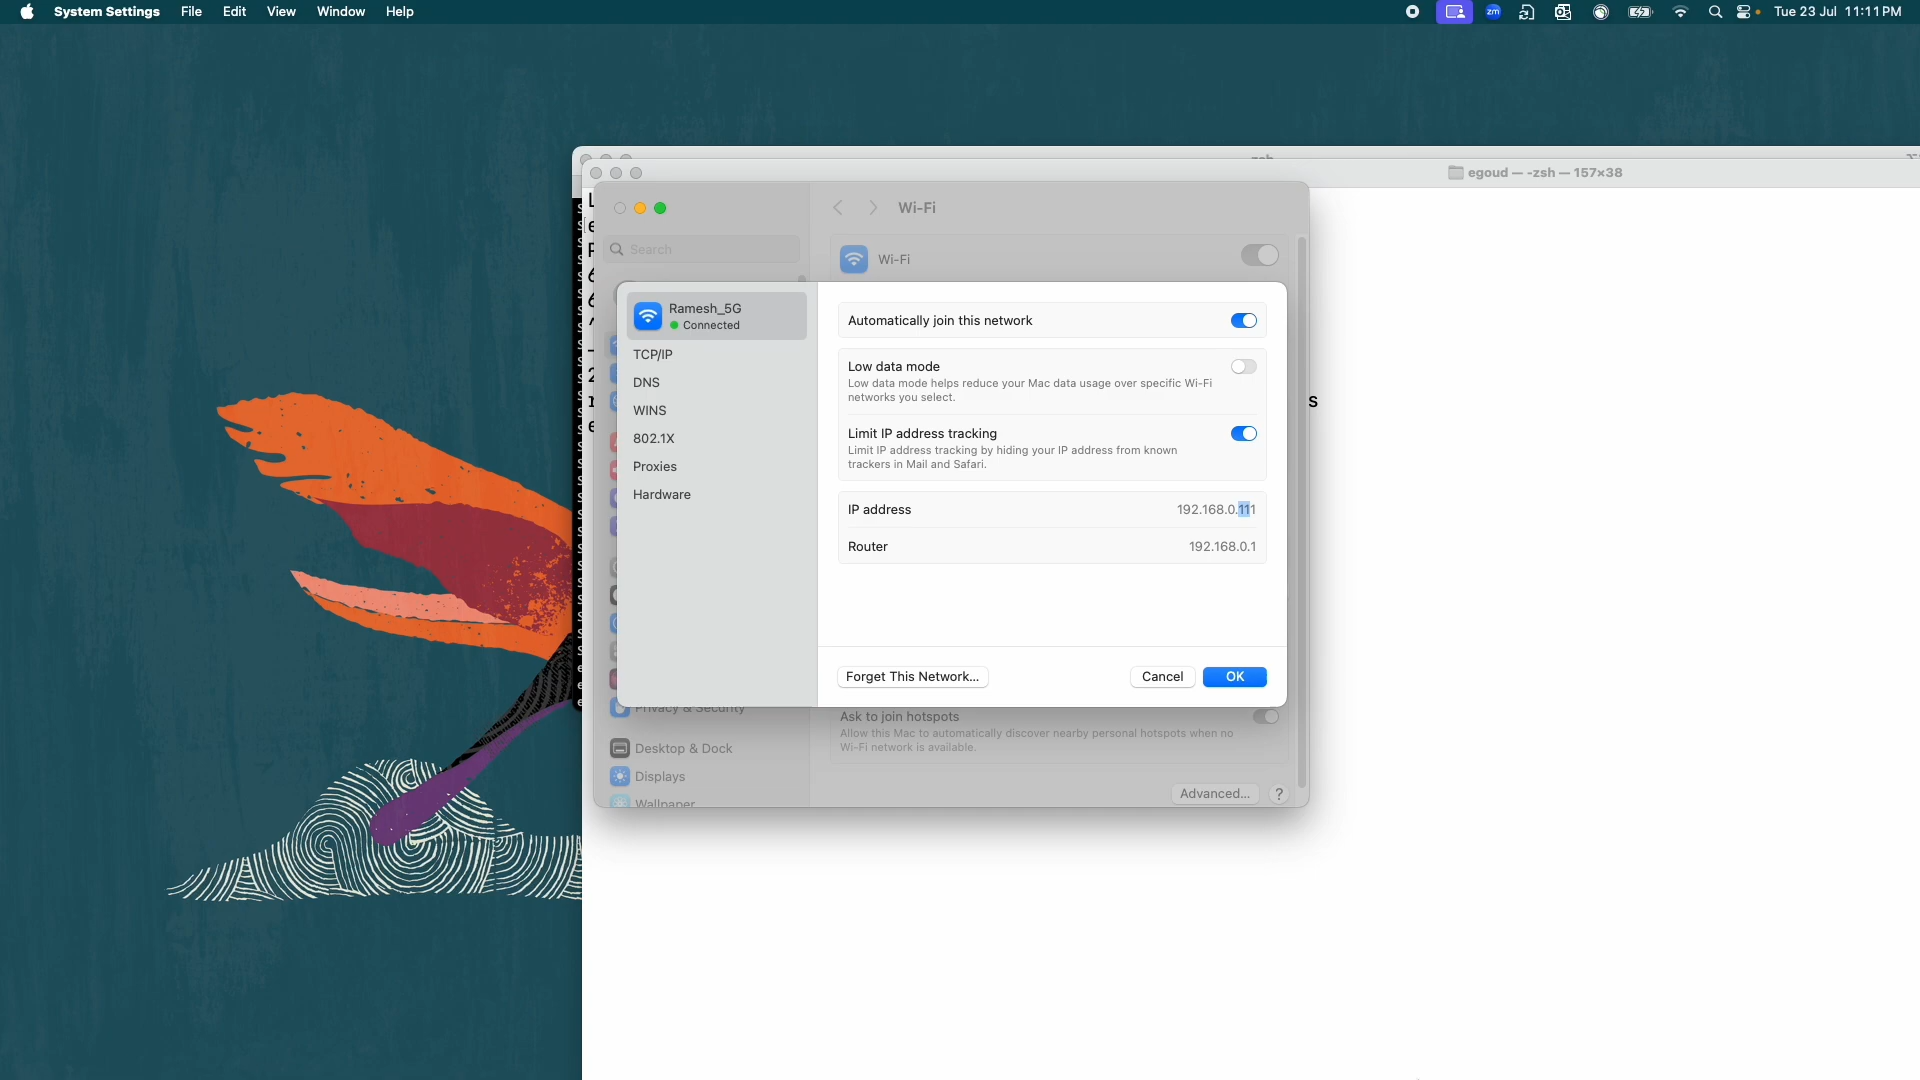 System Settings File Edit View Window Help
zm
Tue 23 Jul 11:11 PM
egoud — -zsh — 157×38
Wi-Fi
Search
Wi-Fi
Ramesh_5G
Connected
TCP/IP
DNS
WINS
802.1X
Proxies
Hardware
Automatically join this network
Low data mode
Low data mode helps reduce your Mac data usage over specific Wi-Fi
networks you select.
Limit IP address tracking
Limit IP address tracking by hiding your IP address from known
trackers in Mail and Safari.
IP address 192.168.0.111
Router 192.168.0.1
Forget This Network...
Cancel
OK
s
Privacy & Security
Desktop & Dock
Displays
Wallpaper
Ask to join hotspots
Allow this Mac to automatically discover nearby personal hotspots when no
Wi-Fi network is available.
Advanced...
?